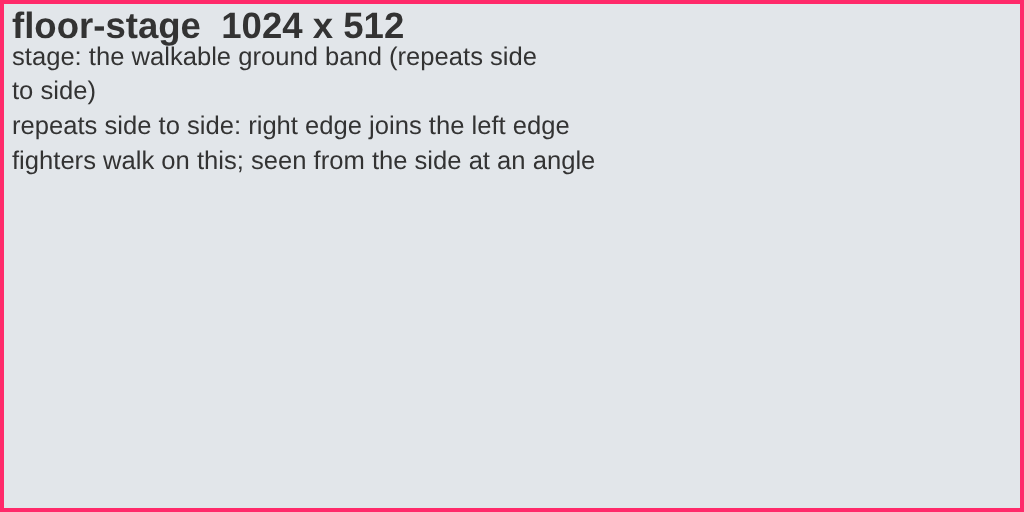 floor-stage 1024 x 512
stage: the walkable ground band (repeats side
to side)
repeats side to side: right edge joins the left edge
fighters walk on this; seen from the side at an angle